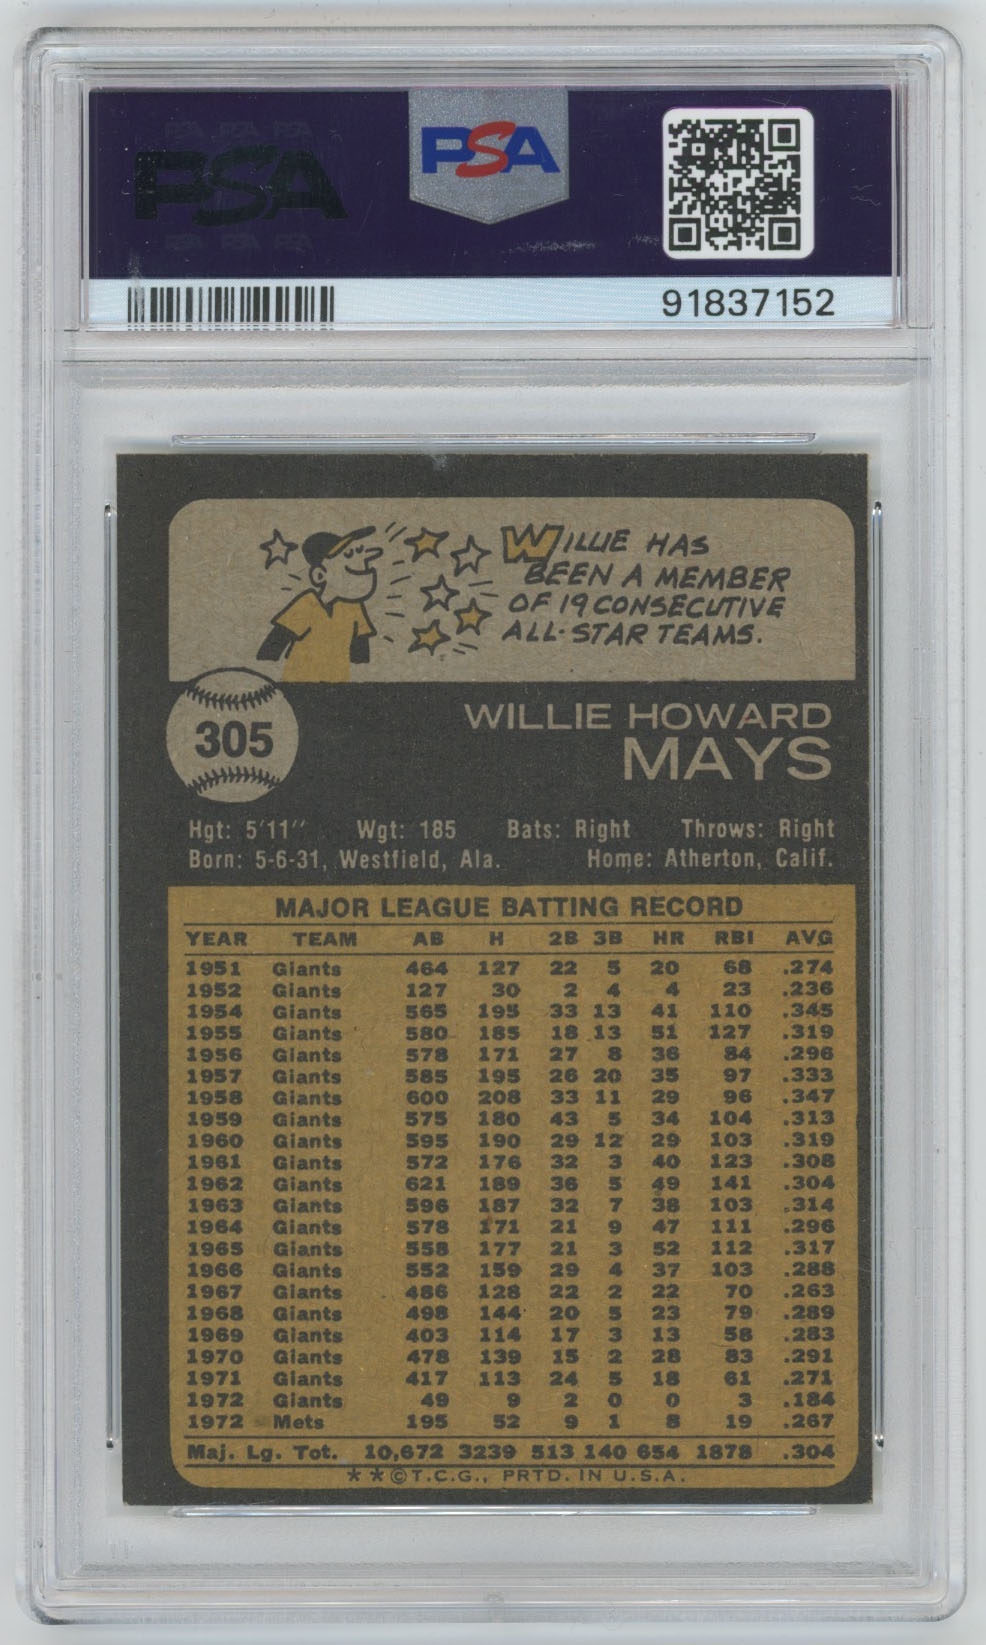 PSA PSA PSA
PSA
PSA PSA PSA
PSA
91837152
WILLIE HAS
BEEN A MEMBER
OF 19 CONSECUTIVE
ALL-STAR TEAMS.
305
WILLIE HOWARD
MAYS
Hgt: 5'11'' Wgt: 185 Bats: Right Throws: Right
Born: 5-6-31, Westfield, Ala. Home: Atherton, Calif.
MAJOR LEAGUE BATTING RECORD
YEAR TEAM AB H 2B 3B HR RBI AVG
1951 Giants 464 127 22 5 20 68 .274
1952 Giants 127 30 2 4 4 23 .236
1954 Giants 565 195 33 13 41 110 .345
1955 Giants 580 185 18 13 51 127 .319
1956 Giants 578 171 27 8 36 84 .296
1957 Giants 585 195 26 20 35 97 .333
1958 Giants 600 208 33 11 29 96 .347
1959 Giants 575 180 43 5 34 104 .313
1960 Giants 595 190 29 12 29 103 .319
1961 Giants 572 176 32 3 40 123 .308
1962 Giants 621 189 36 5 49 141 .304
1963 Giants 596 187 32 7 38 103 .314
1964 Giants 578 171 21 9 47 111 .296
1965 Giants 558 177 21 3 52 112 .317
1966 Giants 552 159 29 4 37 103 .288
1967 Giants 486 128 22 2 22 70 .263
1968 Giants 498 144 20 5 23 79 .289
1969 Giants 403 114 17 3 13 58 .283
1970 Giants 478 139 15 2 28 83 .291
1971 Giants 417 113 24 5 18 61 .271
1972 Giants 49 9 2 0 0 3 .184
1972 Mets 195 52 9 1 8 19 .267
Maj. Lg. Tot. 10,672 3239 513 140 654 1878 .304
* * © T.C.G., PRTD. IN U.S.A.